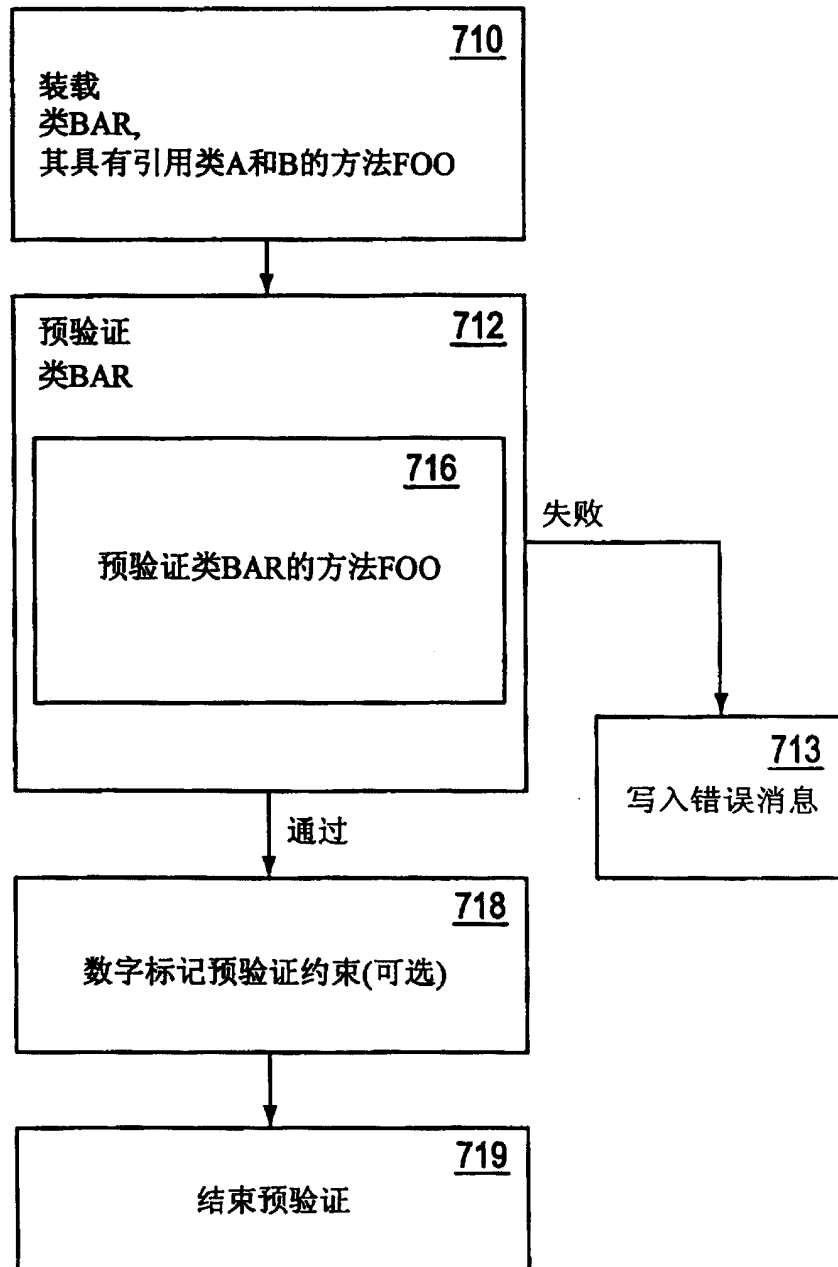 710
装载
类BAR,
其具有引用类A和B的方法FOO
712
预验证
类BAR
716
预验证类BAR的方法FOO
失败
713
写入错误消息
通过
718
数字标记预验证约束(可选)
719
结束预验证